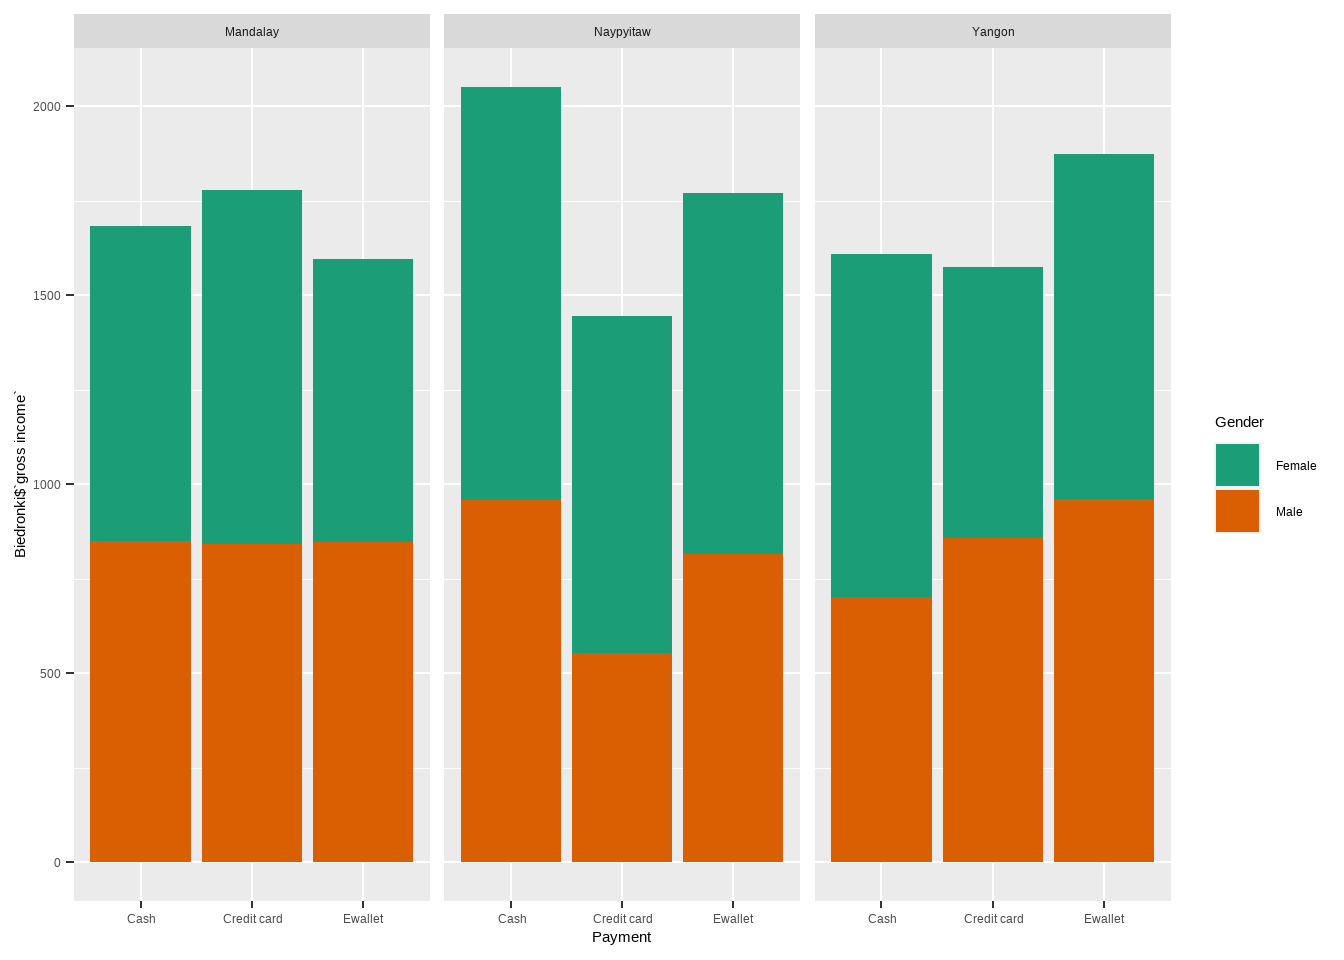 Mandalay
Naypyitaw
Yangon
2000
1500
1000
500
0
Biedronki$`gross income`
Cash
Credit card
Ewallet
Cash
Credit card
Ewallet
Cash
Credit card
Ewallet
Payment
Gender
Female
Male